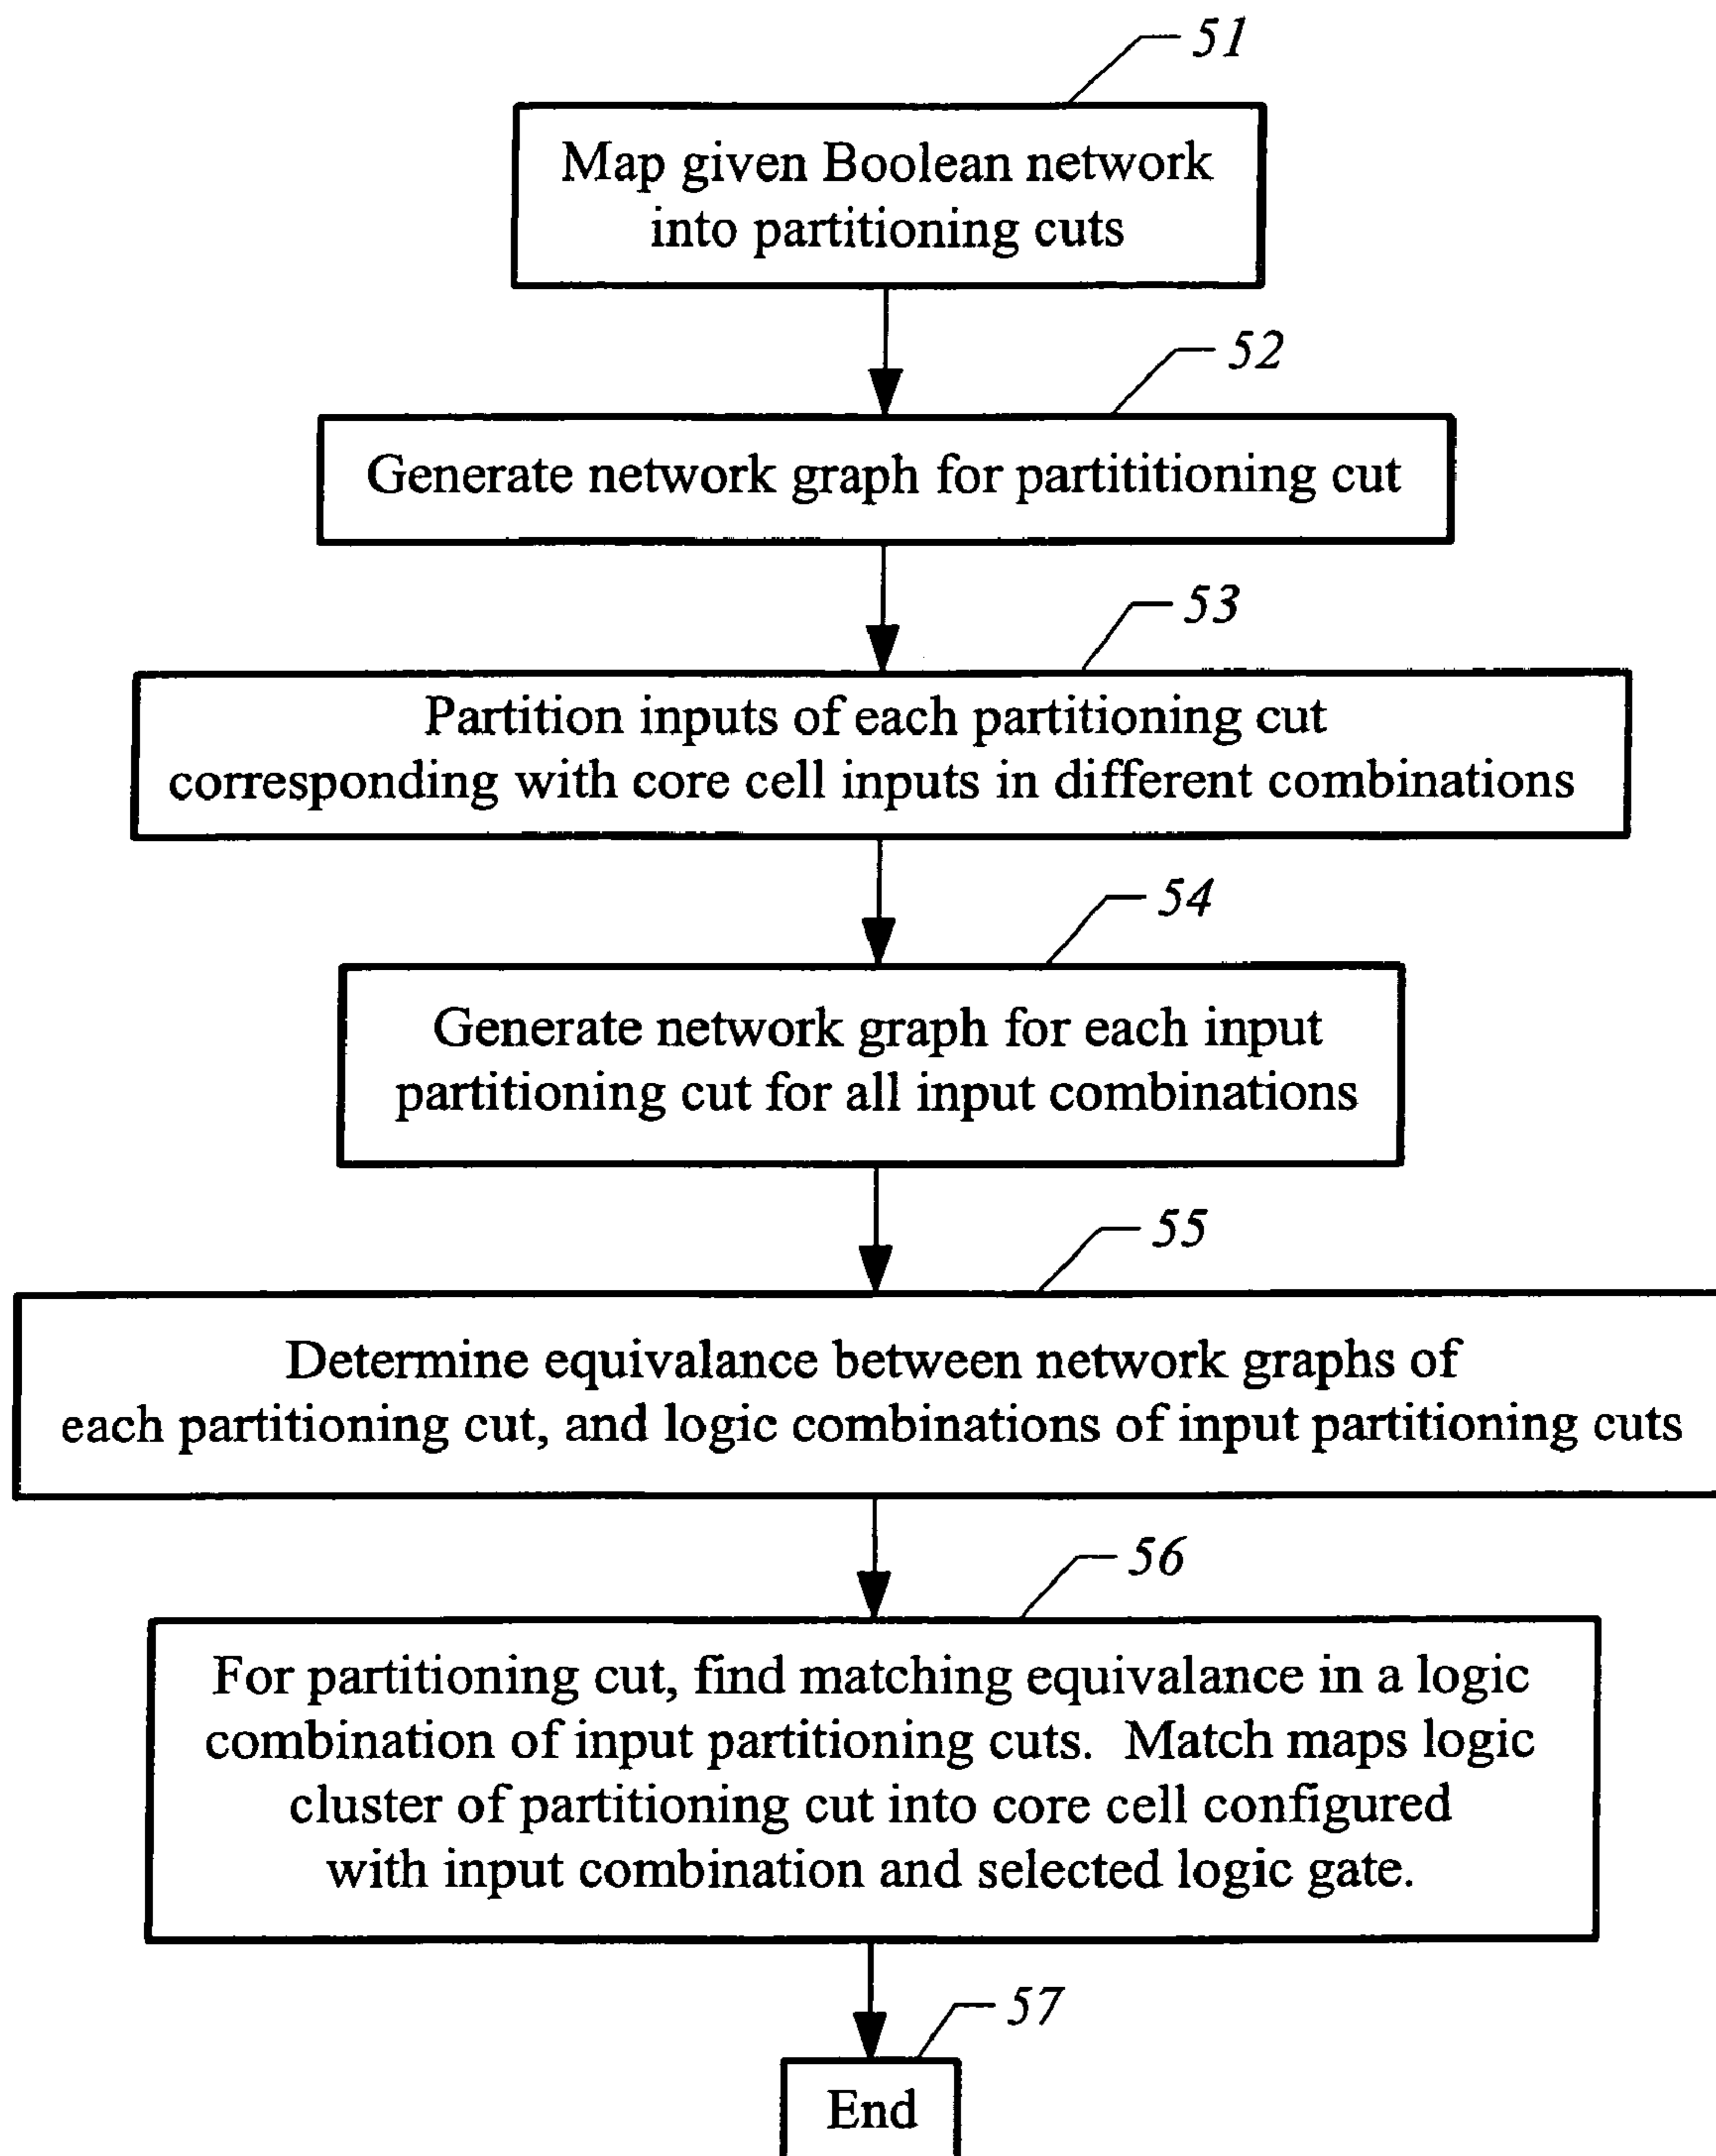 51
Map given Boolean network
into partitioning cuts
52
Generate network graph for partititioning cut
53
Partition inputs of each partitioning cut
corresponding with core cell inputs in different combinations
54
Generate network graph for each input
partitioning cut for all input combinations
55
Determine equivalance between network graphs of
each partitioning cut, and logic combinations of input partitioning cuts
56
For partitioning cut, find matching equivalance in a logic
combination of input partitioning cuts.  Match maps logic
cluster of partitioning cut into core cell configured
with input combination and selected logic gate.
57
End